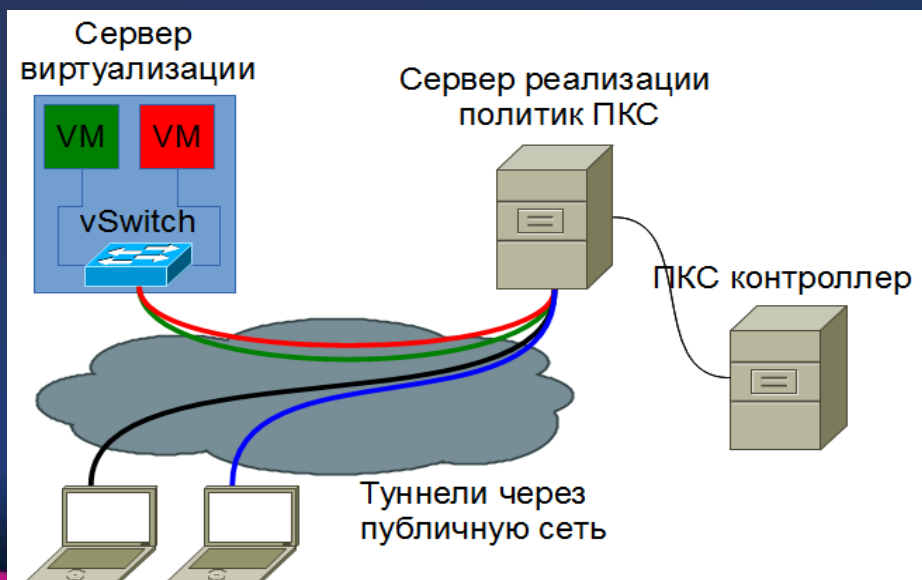 Сервер
виртуализации
VM VM
vSwitch
Сервер реализации
политик ПКС
ПКС контроллер
Туннели через
публичную сеть